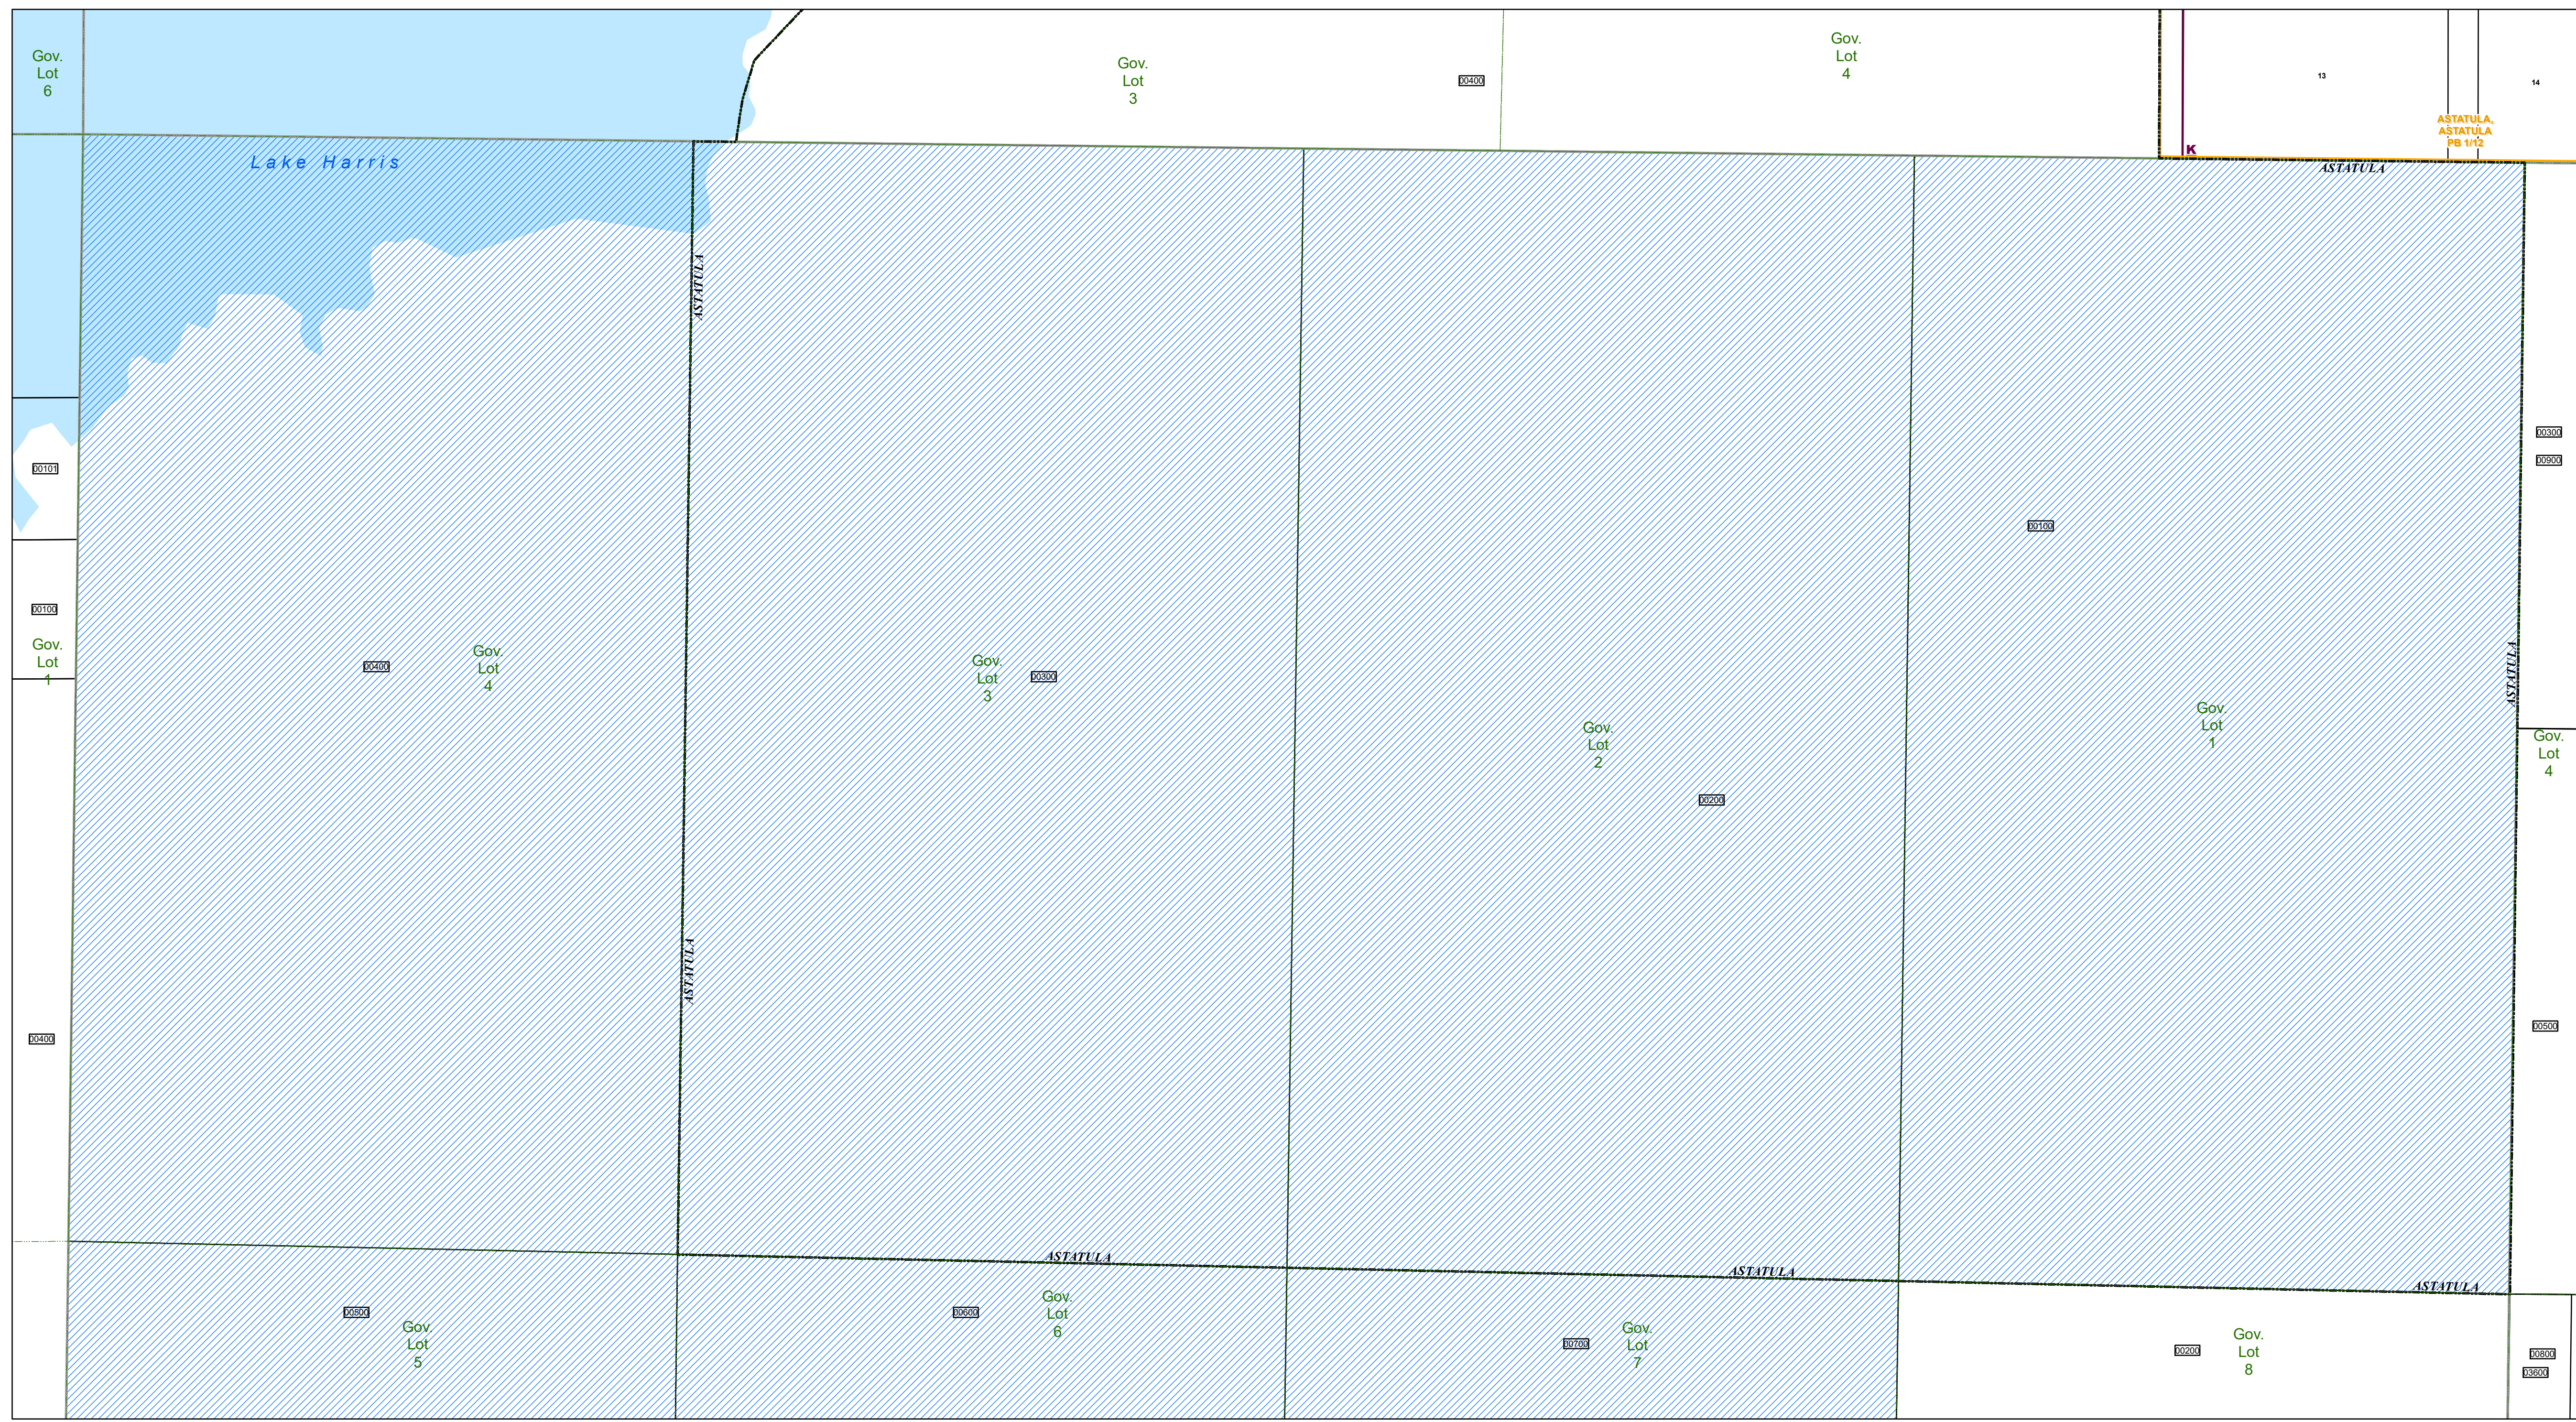 Gov.
Lot
6
Gov.
Lot
3
00400
Gov.
Lot
4
13
14
ASTATULA,
ASTATULA
PB 1/12
K
Lake Harris
ASTATULA
ASTATULA
00300
00900
00101
00100
00100
Gov.
Lot
1
00400
Gov.
Lot
4
Gov.
Lot
3
00300
ASTATULA
Gov.
Lot
2
00200
Gov.
Lot
1
Gov.
Lot
4
ASTATULA
00400
00500
ASTATULA
ASTATULA
ASTATULA
00500
Gov.
Lot
5
00600
Gov.
Lot
6
00700
Gov.
Lot
7
00200
Gov.
Lot
8
00800
03600
ASTATULA